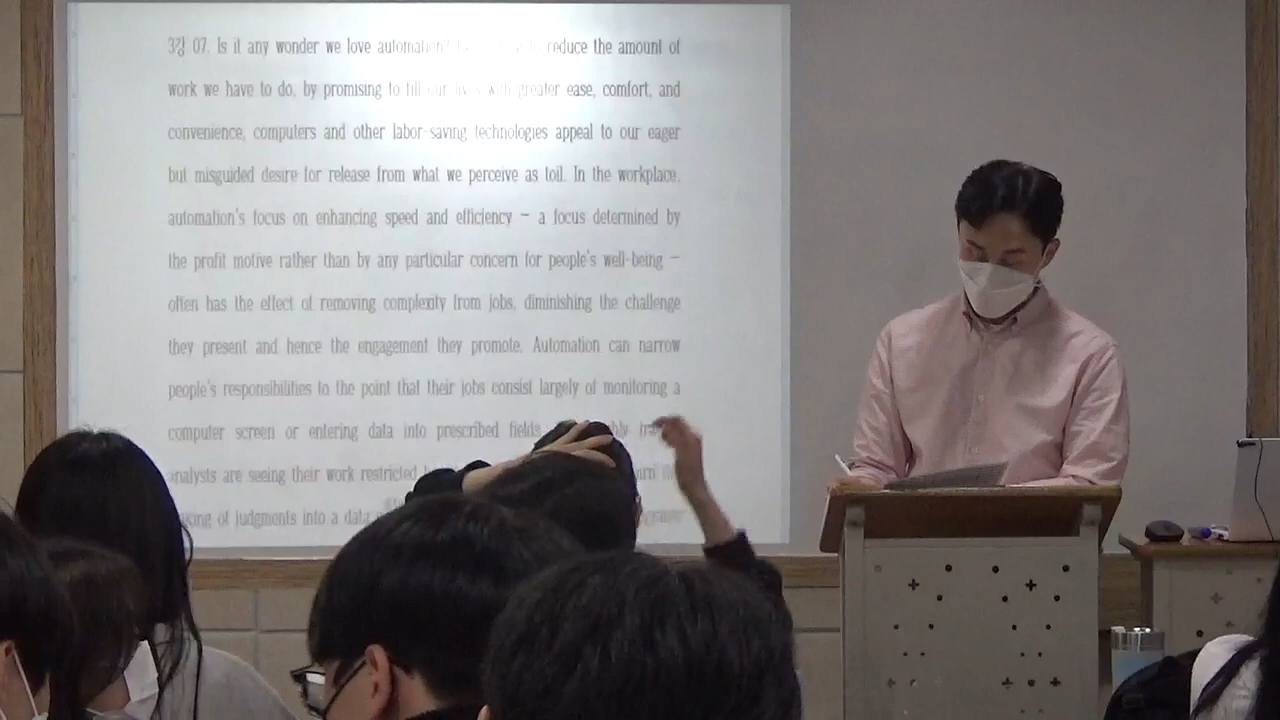 3강 07. Is it any wonder we love automation? reduce the amount of
work we have to do, by promising to fill our lives with greater ease, comfort, and
convenience, computers and other labor-saving technologies appeal to our eager
but misguided desire for release from what we perceive as toil. In the workplace,
automation's focus on enhancing speed and efficiency — a focus determined by
the profit motive rather than by any particular concern for people's well-being —
often has the effect of removing complexity from jobs, diminishing the challenge
they present and hence the engagement they promote. Automation can narrow
people's responsibilities to the point that their jobs consist largely of monitoring a
computer screen or entering data into prescribed fields
analysts are seeing their work restricted
of judgments into a data